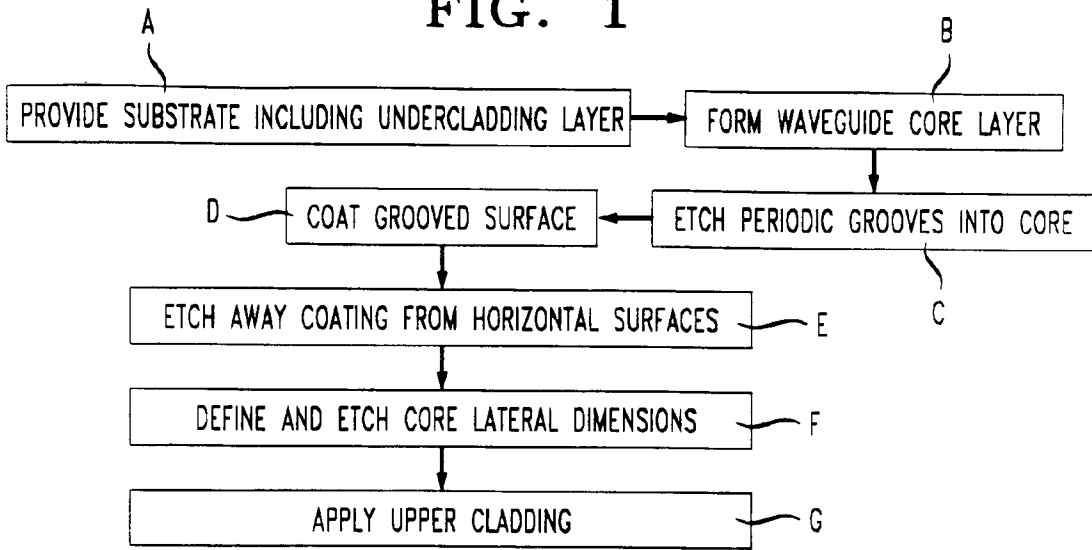 FIG. 1
A
B
PROVIDE SUBSTRATE INCLUDING UNDERCLADDING LAYER
FORM WAVEGUIDE CORE LAYER
D
COAT GROOVED SURFACE
ETCH PERIODIC GROOVES INTO CORE
C
ETCH AWAY COATING FROM HORIZONTAL SURFACES
E
DEFINE AND ETCH CORE LATERAL DIMENSIONS
F
APPLY UPPER CLADDING
G